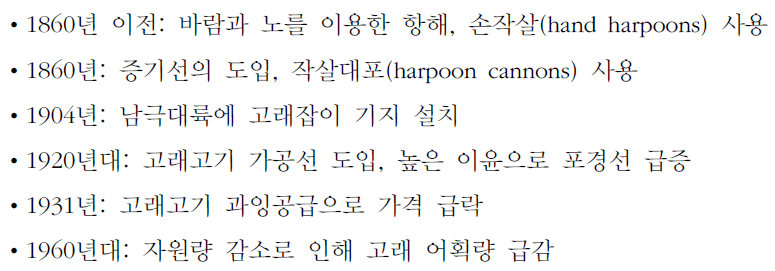 • 1860년 이전: 바람과 노를 이용한 항해, 손작살(hand harpoons) 사용
• 1860년: 증기선의 도입, 작살대포(harpoon cannons) 사용
• 1904년: 남극대륙에 고래잡이 기지 설치
• 1920년대: 고래고기 가공선 도입, 높은 이윤으로 포경선 급증
• 1931년: 고래고기 과잉공급으로 가격 급락
• 1960년대: 자원량 감소로 인해 고래 어획량 급감